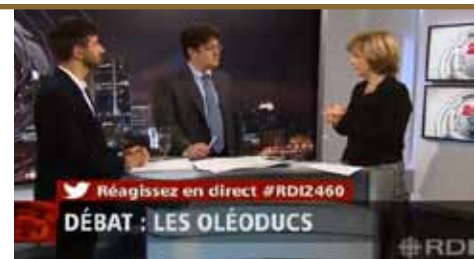 Réagissez en direct #RDI2460
DÉBAT : LES OLÉODUCS
RDI